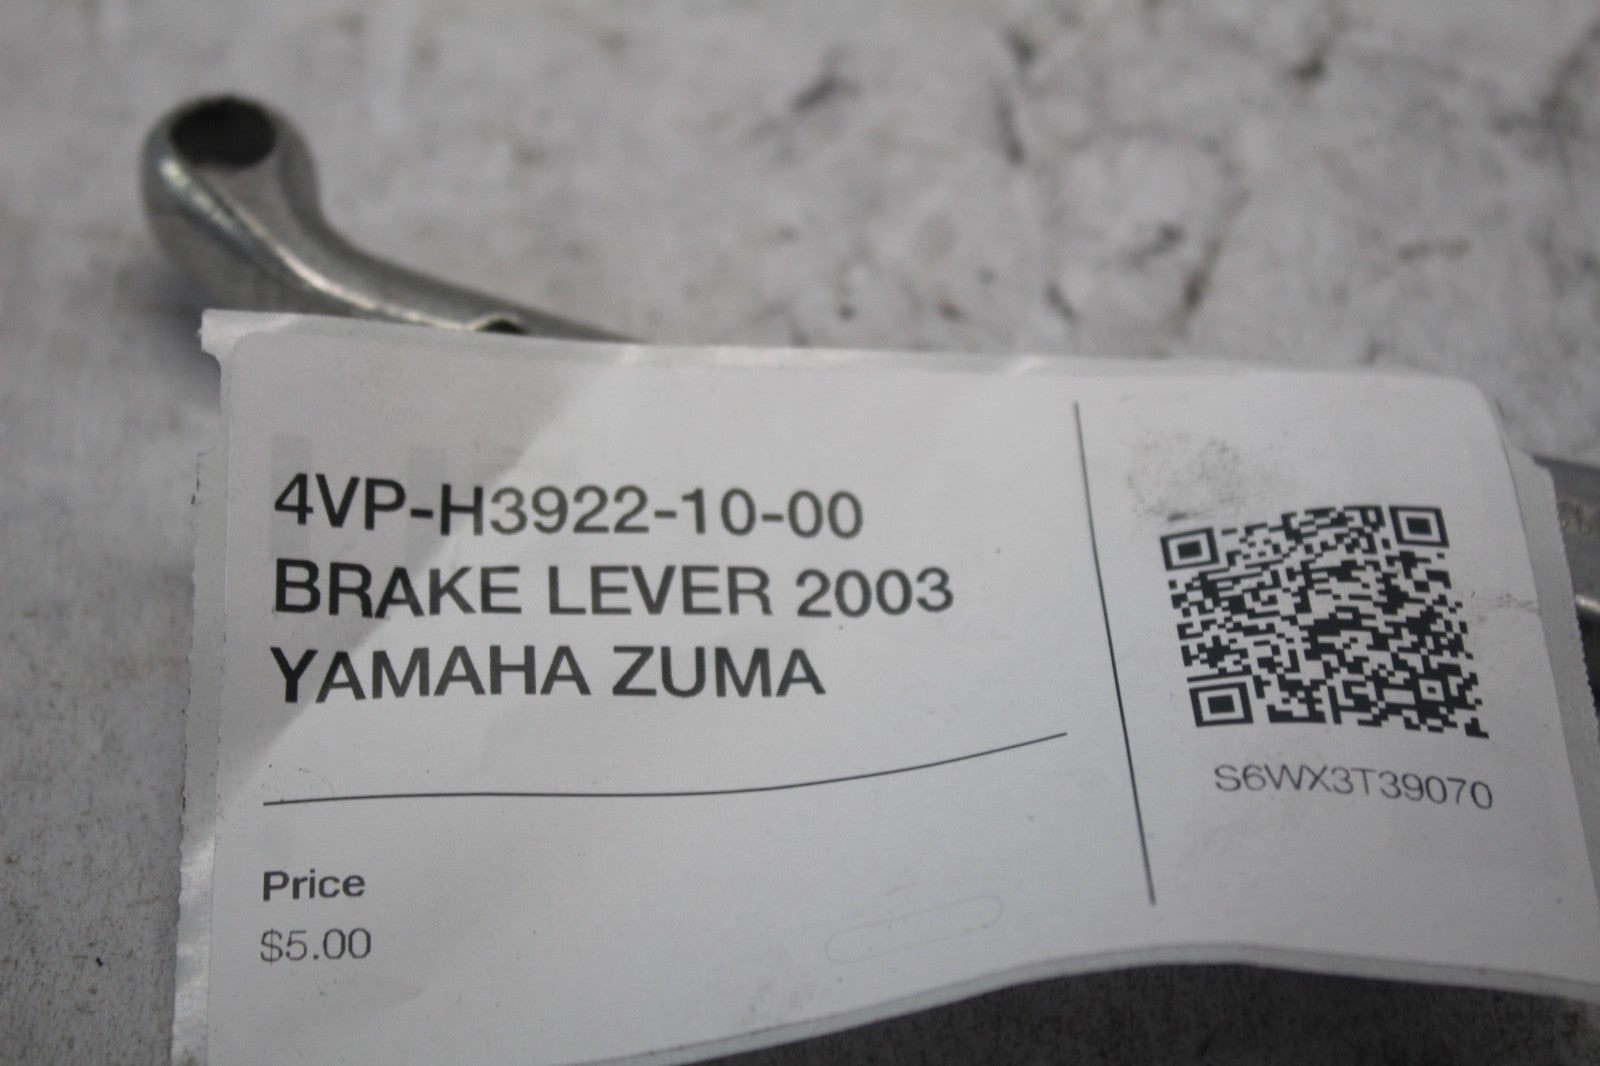 4VP-H3922-10-00
BRAKE LEVER 2003
YAMAHA ZUMA
Price
$5.00
S6WX3T39070